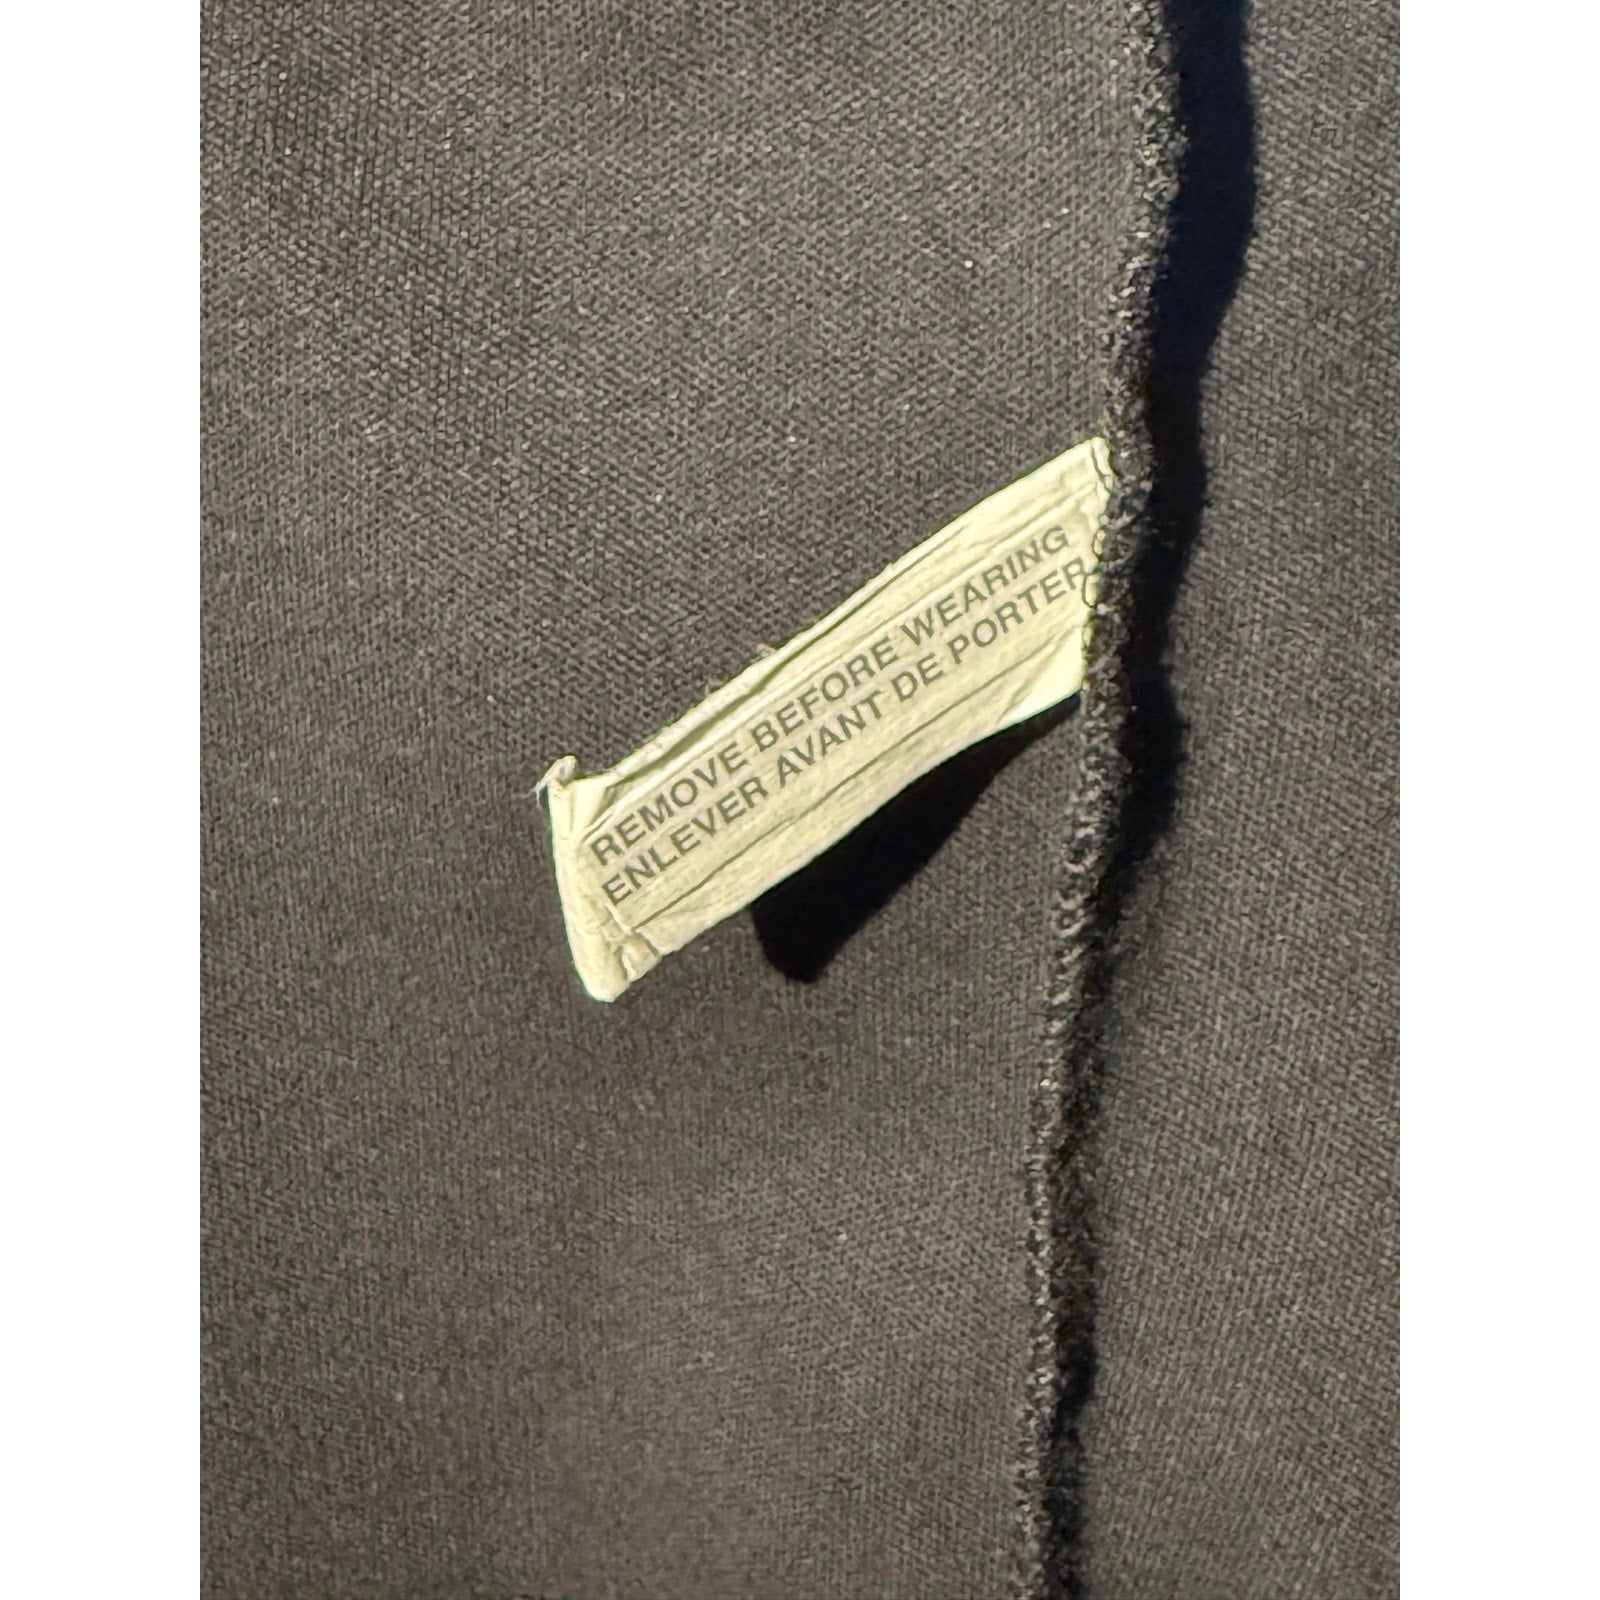 REMOVE BEFORE WEARING
ENLEVER AVANT DE PORTER